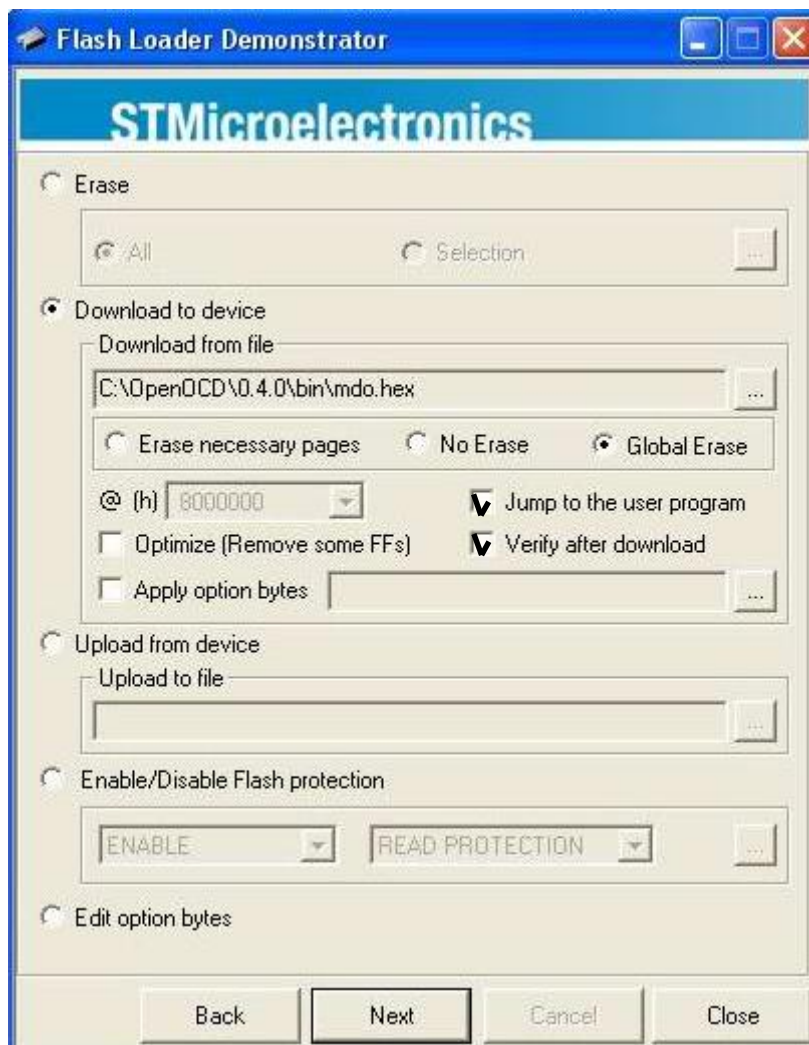 Flash Loader Demonstrator
STMicroelectronics
Erase
All Selection ...
Download to device
Download from file
C:\OpenOCD\0.4.0\bin\mdo.hex ...
Erase necessary pages No Erase Global Erase
@ (h) 8000000 Jump to the user program
Optimize (Remove some FFs) Verify after download
Apply option bytes ...
Upload from device
Upload to file
...
Enable/Disable Flash protection
ENABLE READ PROTECTION ...
Edit option bytes
Back Next Cancel Close